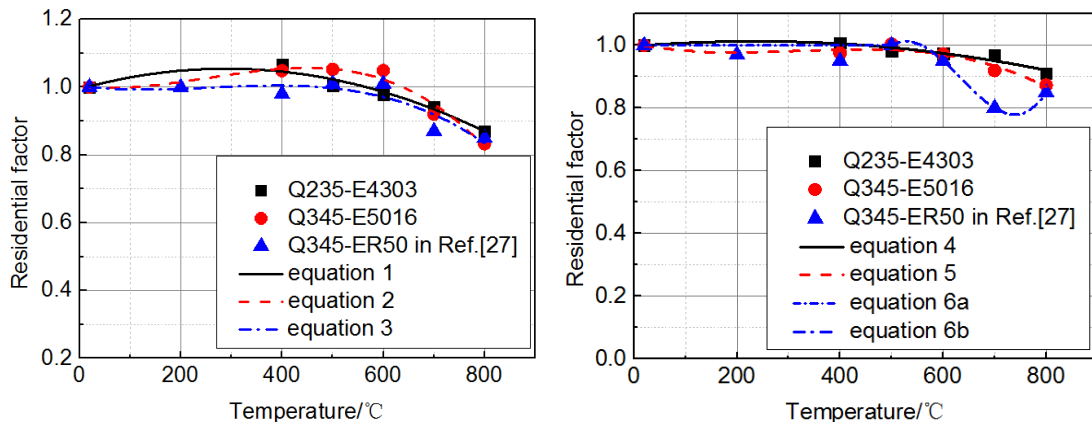 1.2
1.0
0.8
0.6
0.4
0.2
Residential factor
Q235-E4303
Q345-E5016
Q345-ER50 in Ref.[27]
equation 1
equation 2
equation 3
0 200 400 600 800
Temperature/℃
1.0
0.8
0.6
0.4
0.2
0.0
Residential factor
Q235-E4303
Q345-E5016
Q345-ER50 in Ref.[27]
equation 4
equation 5
equation 6a
equation 6b
0 200 400 600 800
Temperature/℃